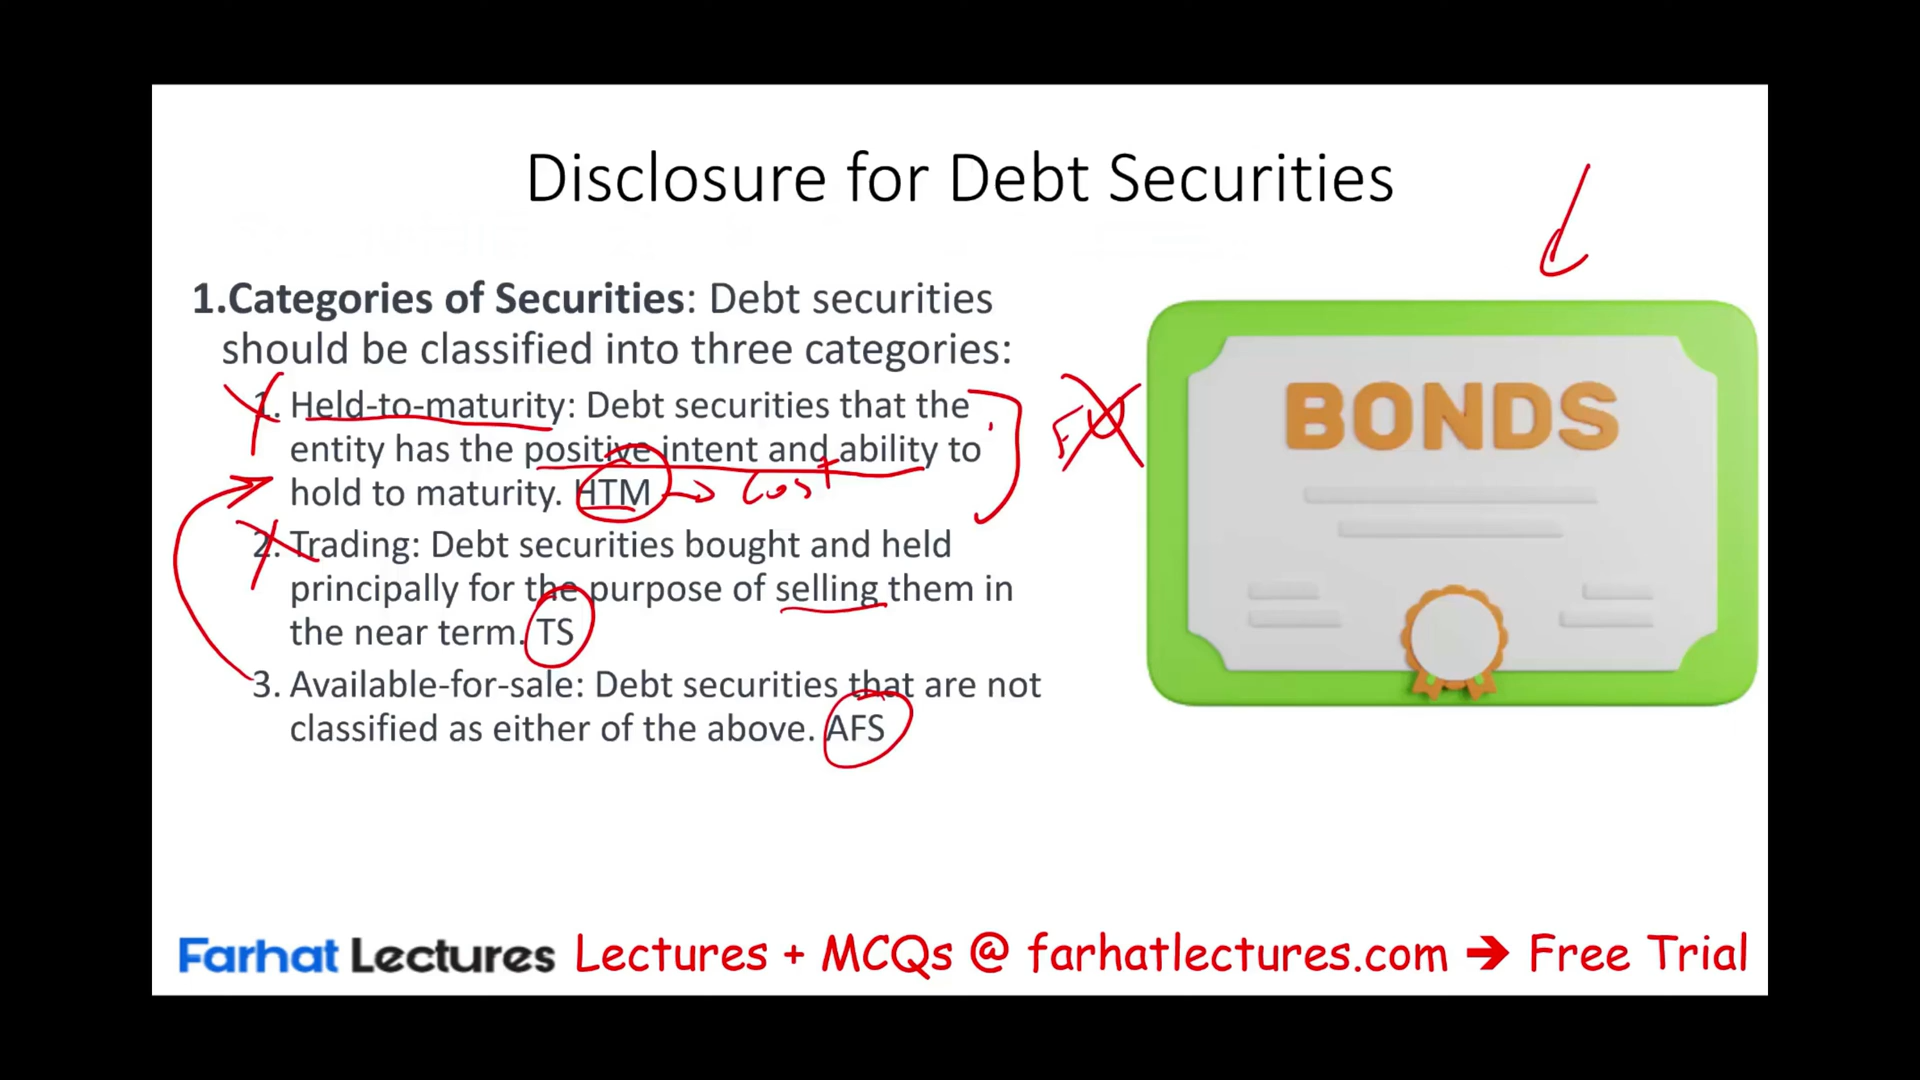 Disclosure for Debt Securities
1.Categories of Securities: Debt securities
should be classified into three categories:
1. Held-to-maturity: Debt securities that the
entity has the positive intent and ability to
hold to maturity. HTM → Cost
FV
2. Trading: Debt securities bought and held
principally for the purpose of selling them in
the near term. TS
3. Available-for-sale: Debt securities that are not
classified as either of the above. AFS
BONDS
Farhat Lectures Lectures + MCQs @ farhatlectures.com → Free Trial